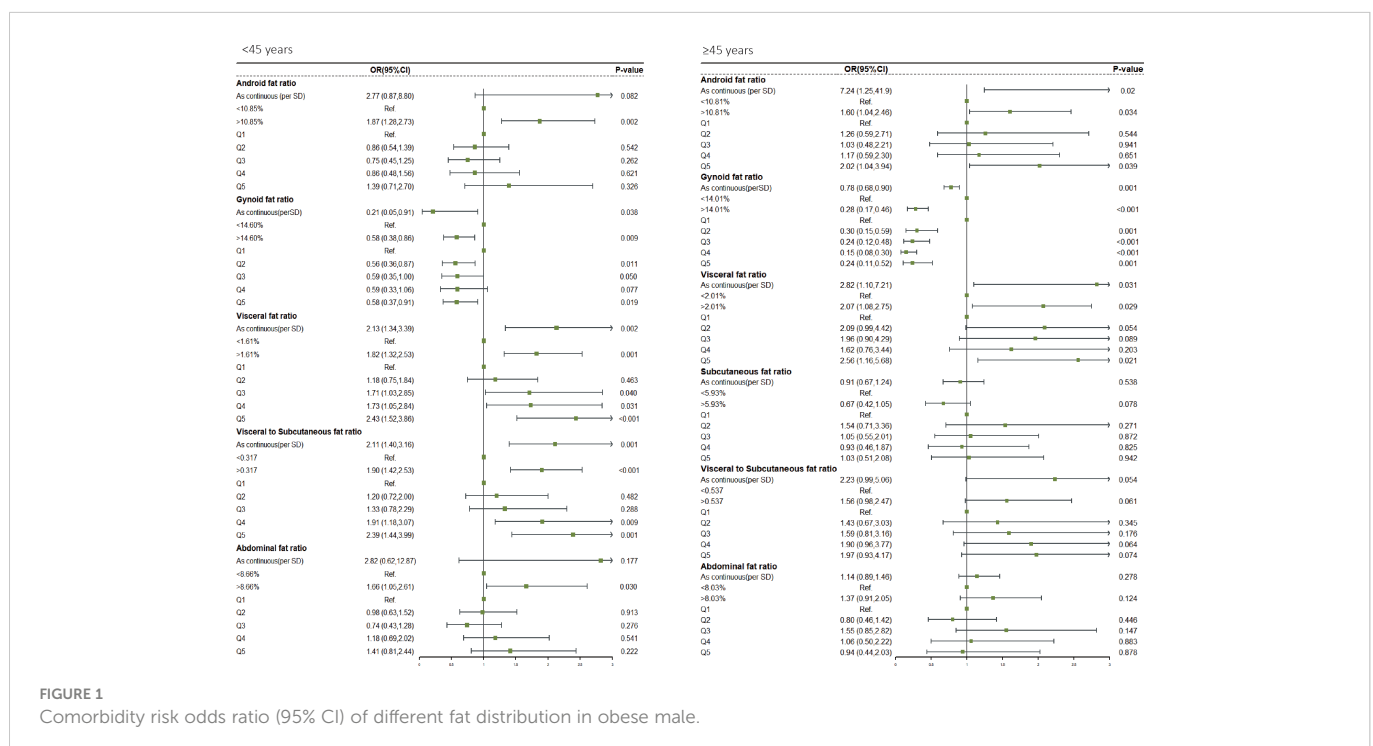 <45 years
OR(95%CI) P-value
Android fat ratio
As continuous (per SD) 2.77 (0.87,8.80) 0.082
<10.85% Ref.
>10.85% 1.87 (1.28,2.73) 0.002
Q1 Ref.
Q2 0.86 (0.54,1.39) 0.542
Q3 0.75 (0.45,1.25) 0.262
Q4 0.86 (0.48,1.56) 0.621
Q5 1.39 (0.71,2.70) 0.326
Gynoid fat ratio
As continuous(perSD) 0.21 (0.05,0.91) 0.038
<14.60% Ref.
>14.60% 0.58 (0.38,0.86) 0.009
Q1 Ref.
Q2 0.56 (0.36,0.87) 0.011
Q3 0.59 (0.35,1.00) 0.050
Q4 0.59 (0.33,1.06) 0.077
Q5 0.58 (0.37,0.91) 0.019
Visceral fat ratio
As continuous(per SD) 2.13 (1.34,3.39) 0.002
<1.61% Ref.
>1.61% 1.82 (1.32,2.53) 0.001
Q1 Ref.
Q2 1.18 (0.75,1.84) 0.463
Q3 1.71 (1.03,2.85) 0.040
Q4 1.73 (1.05,2.84) 0.031
Q5 2.43 (1.52,3.86) <0.001
Visceral to Subcutaneous fat ratio
As continuous(per SD) 2.11 (1.40,3.16) 0.001
<0.317 Ref.
>0.317 1.90 (1.42,2.53) <0.001
Q1 Ref.
Q2 1.20 (0.72,2.00) 0.482
Q3 1.33 (0.78,2.29) 0.288
Q4 1.91 (1.18,3.07) 0.009
Q5 2.39 (1.44,3.99) 0.001
Abdominal fat ratio
As continuous(per SD) 2.82 (0.62,12.87) 0.177
<8.66% Ref.
>8.66% 1.66 (1.05,2.61) 0.030
Q1 Ref.
Q2 0.98 (0.63,1.52) 0.913
Q3 0.74 (0.43,1.28) 0.276
Q4 1.18 (0.69,2.02) 0.541
Q5 1.41 (0.81,2.44) 0.222
0 0.5 1 1.5 2 2.5 3
≥45 years
OR(95%CI) P-value
Android fat ratio
As continuous (per SD) 7.24 (1.25,41.9) 0.02
<10.81% Ref.
>10.81% 1.60 (1.04,2.46) 0.034
Q1 Ref.
Q2 1.26 (0.59,2.71) 0.544
Q3 1.03 (0.48,2.21) 0.941
Q4 1.17 (0.59,2.30) 0.651
Q5 2.02 (1.04,3.94) 0.039
Gynoid fat ratio
As continuous(perSD) 0.78 (0.68,0.90) 0.001
<14.01% Ref.
>14.01% 0.28 (0.17,0.46) <0.001
Q1 Ref.
Q2 0.30 (0.15,0.59) 0.001
Q3 0.24 (0.12,0.48) <0.001
Q4 0.15 (0.08,0.30) <0.001
Q5 0.24 (0.11,0.52) 0.001
Visceral fat ratio
As continuous(per SD) 2.82 (1.10,7.21) 0.031
<2.01% Ref.
>2.01% 2.07 (1.08,2.75) 0.029
Q1 Ref.
Q2 2.09 (0.99,4.42) 0.054
Q3 1.96 (0.90,4.29) 0.089
Q4 1.62 (0.76,3.44) 0.203
Q5 2.56 (1.16,5.68) 0.021
Subcutaneous fat ratio
As continuous(per SD) 0.91 (0.67,1.24) 0.538
<5.93% Ref.
>5.93% 0.67 (0.42,1.05) 0.078
Q1 Ref.
Q2 1.54 (0.71,3.36) 0.271
Q3 1.05 (0.55,2.01) 0.872
Q4 0.93 (0.46,1.87) 0.825
Q5 1.03 (0.51,2.08) 0.942
Visceral to Subcutaneous fat ratio
As continuous(per SD) 2.23 (0.99,5.06) 0.054
<0.537 Ref.
>0.537 1.56 (0.98,2.47) 0.061
Q1 Ref.
Q2 1.43 (0.67,3.03) 0.345
Q3 1.59 (0.81,3.16) 0.176
Q4 1.90 (0.96,3.77) 0.064
Q5 1.97 (0.93,4.17) 0.074
Abdominal fat ratio
As continuous(per SD) 1.14 (0.89,1.46) 0.278
<8.03% Ref.
>8.03% 1.37 (0.91,2.05) 0.124
Q1 Ref.
Q2 0.80 (0.46,1.42) 0.446
Q3 1.55 (0.85,2.82) 0.147
Q4 1.06 (0.50,2.22) 0.883
Q5 0.94 (0.44,2.03) 0.878
0 0.5 1 1.5 2 2.5 3
FIGURE 1
Comorbidity risk odds ratio (95% CI) of different fat distribution in obese male.